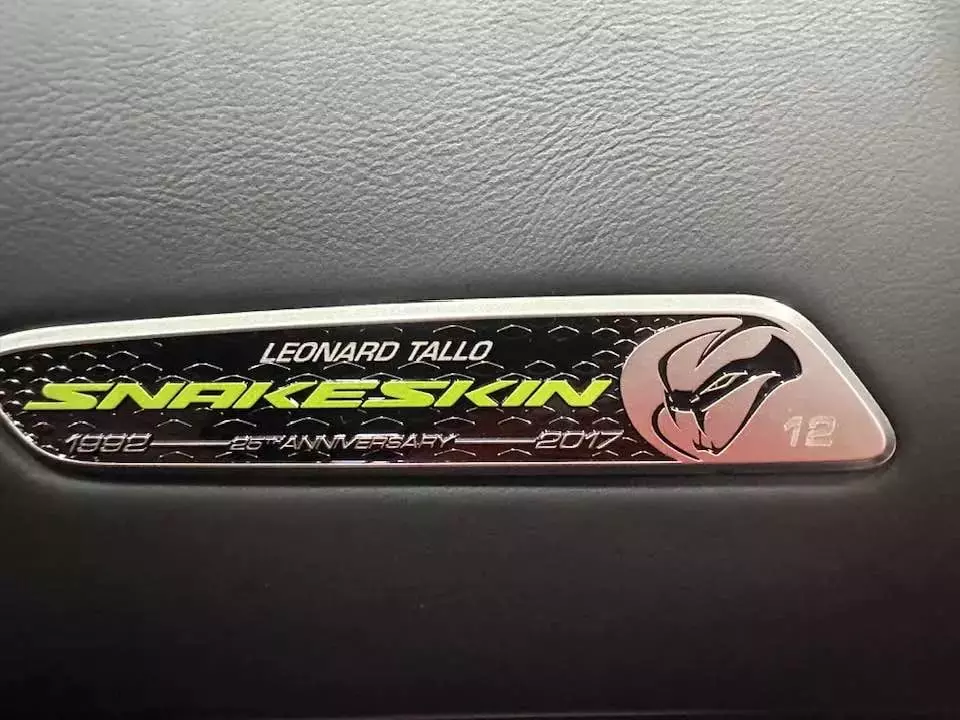 LEONARD TALLO
SNAKESKIN
1992 25TH ANNIVERSARY 2017
12